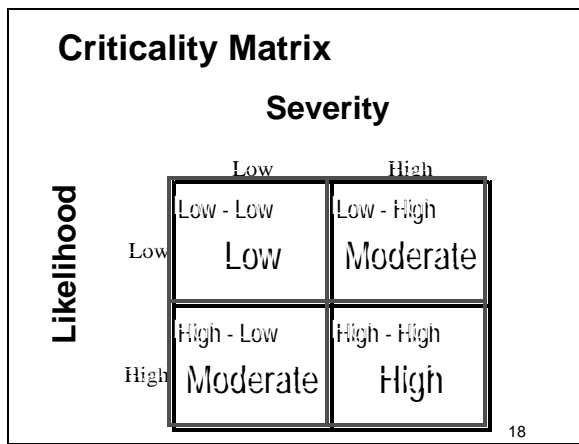 Criticality Matrix
Severity
Low High
Likelihood
Low - Low Low - High
Low Low Moderate
High - Low High - High
High Moderate High
18